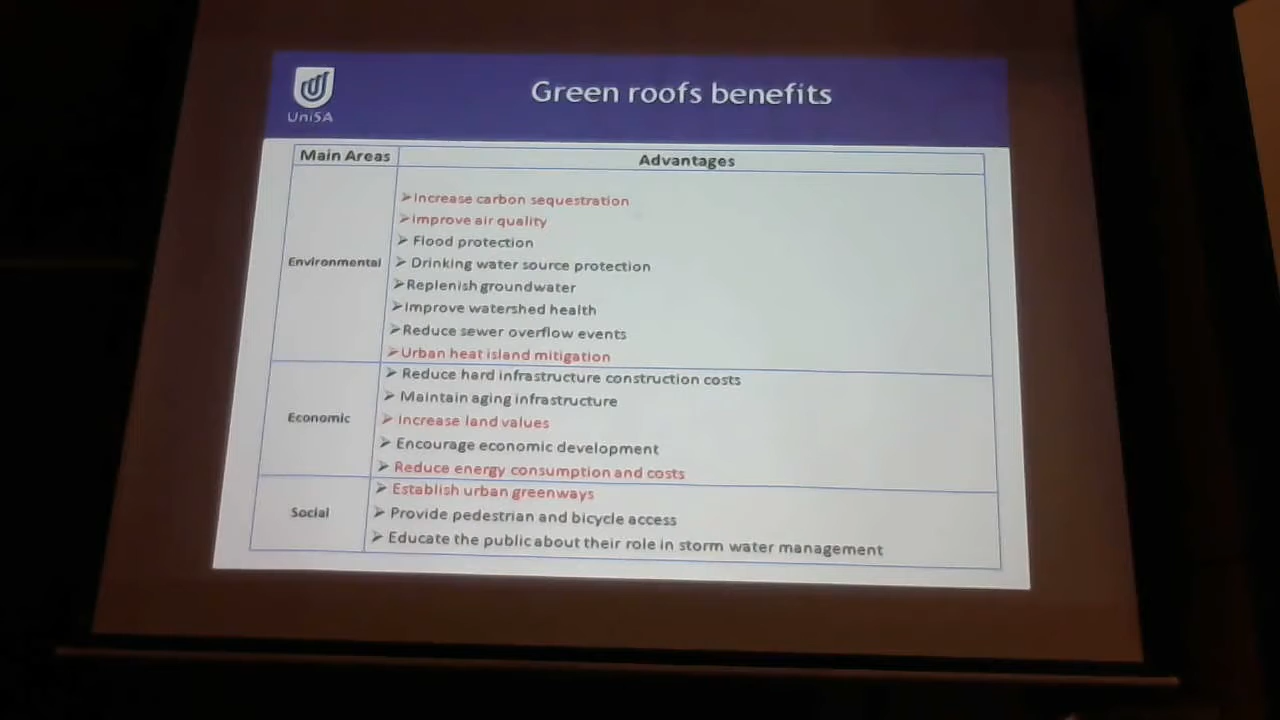 Green roofs benefits
UniSA
Main Areas
Advantages
Environmental
Increase carbon sequestration
Improve air quality
Flood protection
Drinking water source protection
Replenish groundwater
Improve watershed health
Reduce sewer overflow events
Urban heat island mitigation
Economic
Reduce hard infrastructure construction costs
Maintain aging infrastructure
Increase land values
Encourage economic development
Reduce energy consumption and costs
Social
Establish urban greenways
Provide pedestrian and bicycle access
Educate the public about their role in storm water management